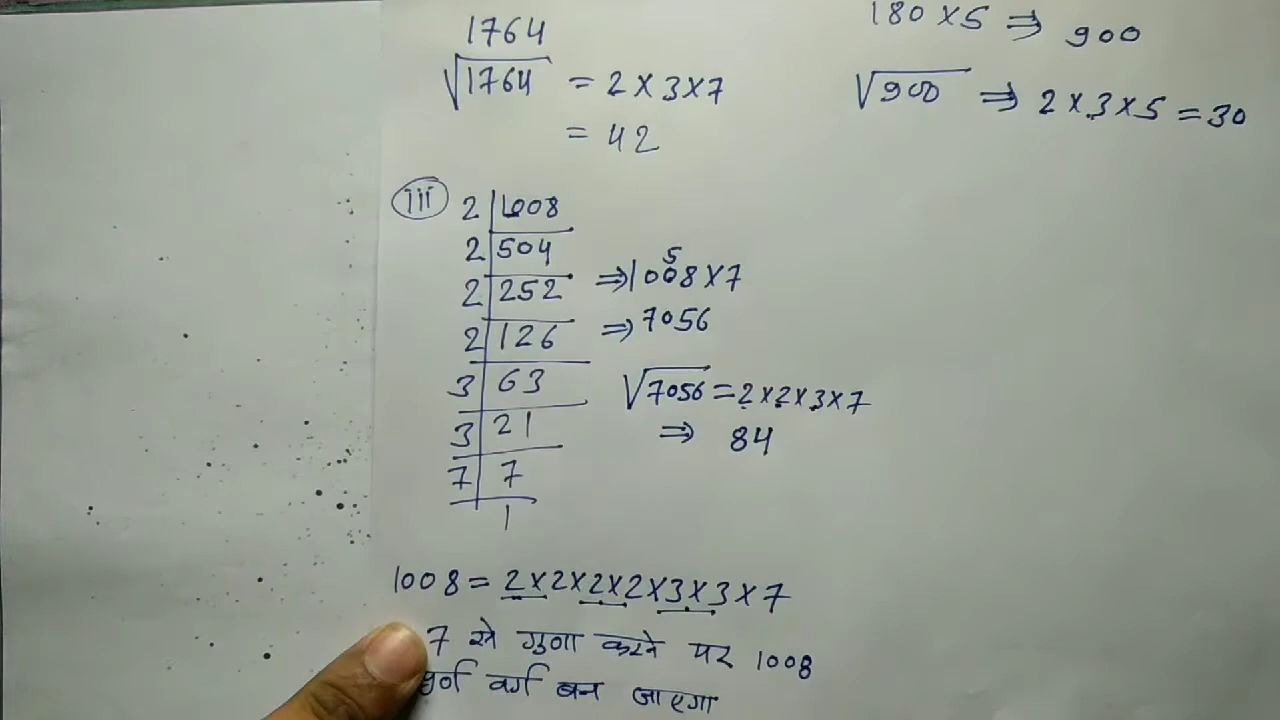 1764
√1764 = 2×3×7
= 42
180×5 ⇒ 900
√900 ⇒ 2×3×5=30
(iii)
2 | 1008
2 | 504
2 | 252
2 | 126
3 | 63
3 | 21
7 | 7
1
5
⇒1008×7
⇒7056
√7056=2×2×3×7
⇒ 84
1008=2×2×2×2×3×3×7
7 से गुणा करने पर 1008
पूर्ण वर्ग बन जाएगा